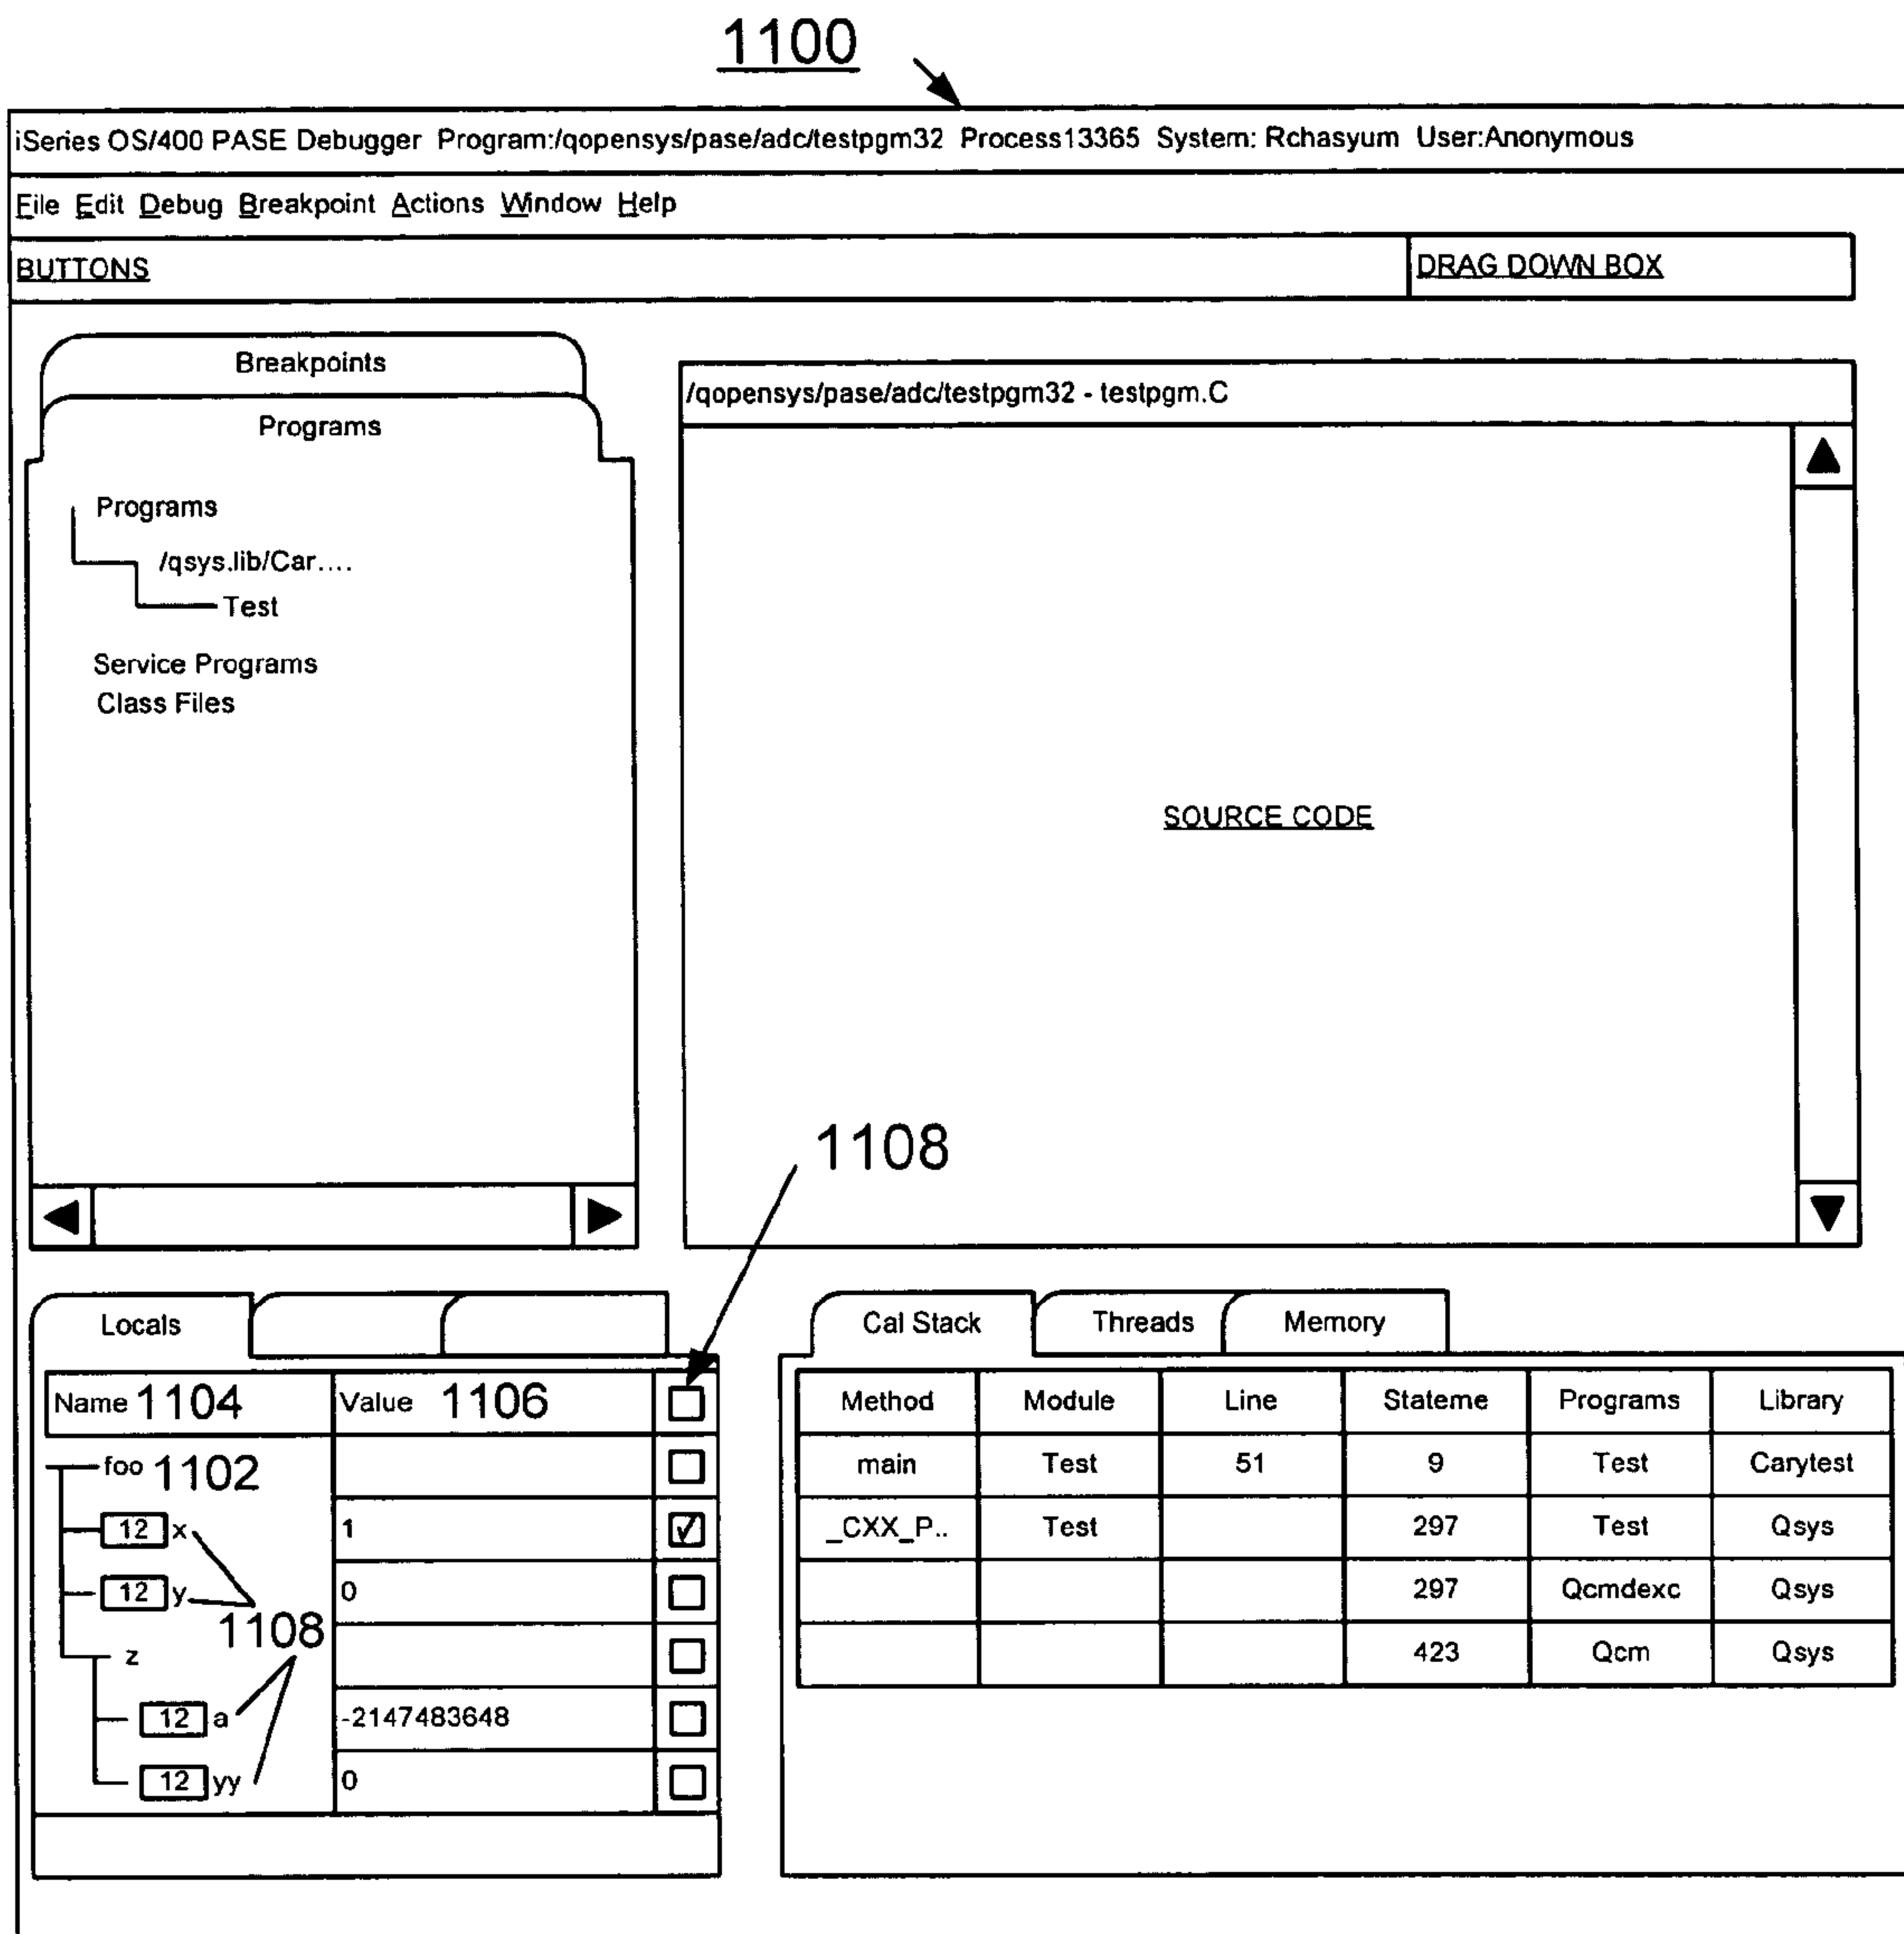 1100
iSeries OS/400 PASE Debugger Program:/qopensys/pase/adc/testpgm32 Process13365 System: Rchasyum User:Anonymous
File Edit Debug Breakpoint Actions Window Help
BUTTONS DRAG DOWN BOX
Breakpoints
Programs
Programs
/qsys.lib/Car....
Test
Service Programs
Class Files
/qopensys/pase/adc/testpgm32 - testpgm.C
SOURCE CODE
1108
Locals
Name 1104 Value 1106
foo 1102
12 x 1
12 y 0
1108
z
12 a -2147483648
12 yy 0
Cal Stack Threads Memory
Method Module Line Stateme Programs Library
main Test 51 9 Test Carytest
_CXX_P.. Test 297 Test Qsys
297 Qcmdexc Qsys
423 Qcm Qsys